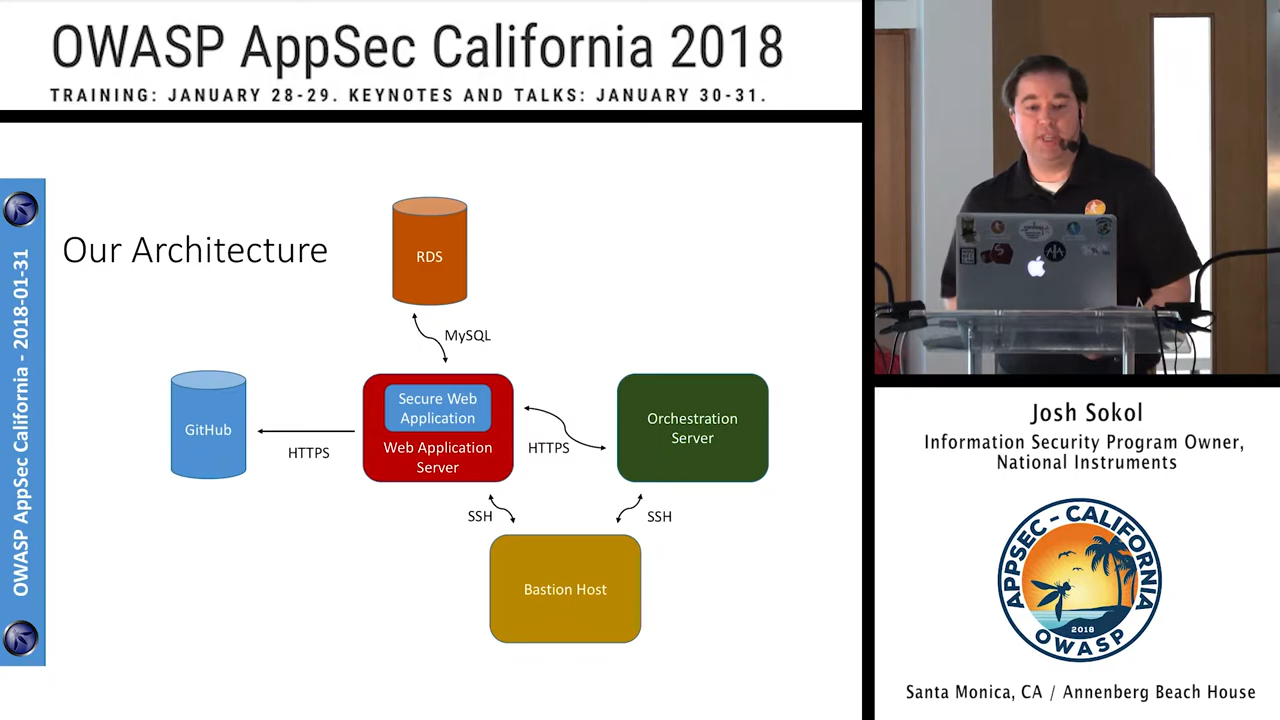 OWASP AppSec California 2018
TRAINING: JANUARY 28-29. KEYNOTES AND TALKS: JANUARY 30-31.
OWASP AppSec California - 2018-01-31
Our Architecture
RDS
MySQL
GitHub
HTTPS
Secure Web
Application
Web Application
Server
HTTPS
Orchestration
Server
SSH
SSH
Bastion Host
Josh Sokol
Information Security Program Owner,
National Instruments
APPSEC - CALIFORNIA
2018
OWASP
Santa Monica, CA / Annenberg Beach House